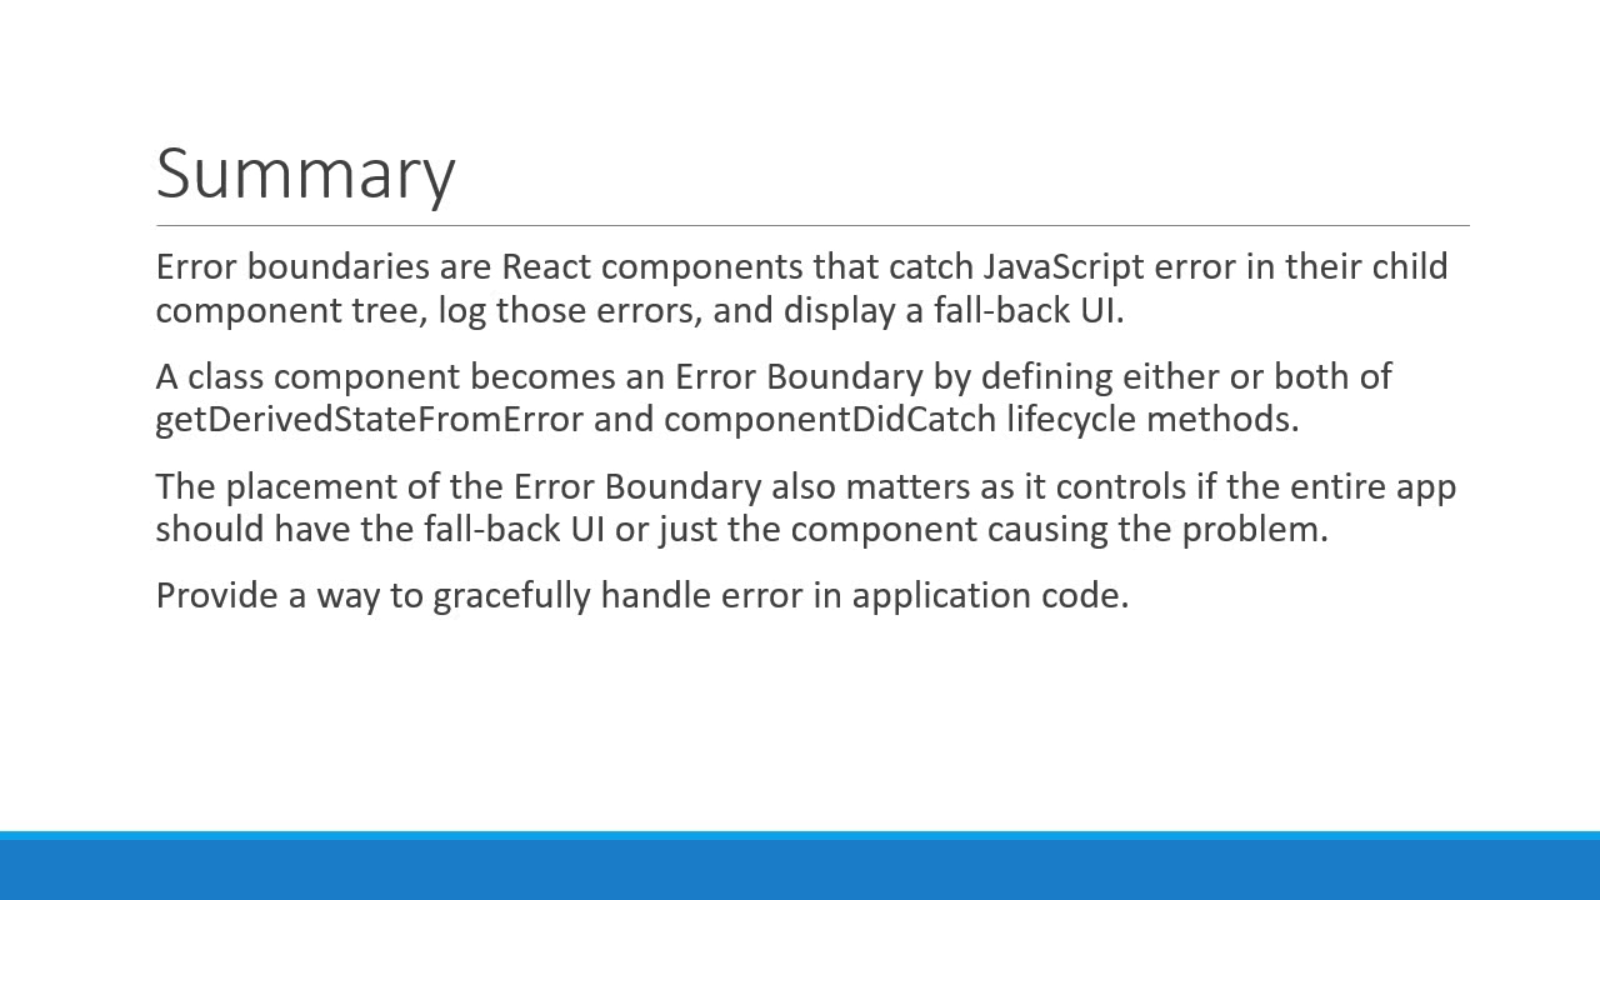 Summary
Error boundaries are React components that catch JavaScript error in their child
component tree, log those errors, and display a fall-back UI.
A class component becomes an Error Boundary by defining either or both of
getDerivedStateFromError and componentDidCatch lifecycle methods.
The placement of the Error Boundary also matters as it controls if the entire app
should have the fall-back UI or just the component causing the problem.
Provide a way to gracefully handle error in application code.